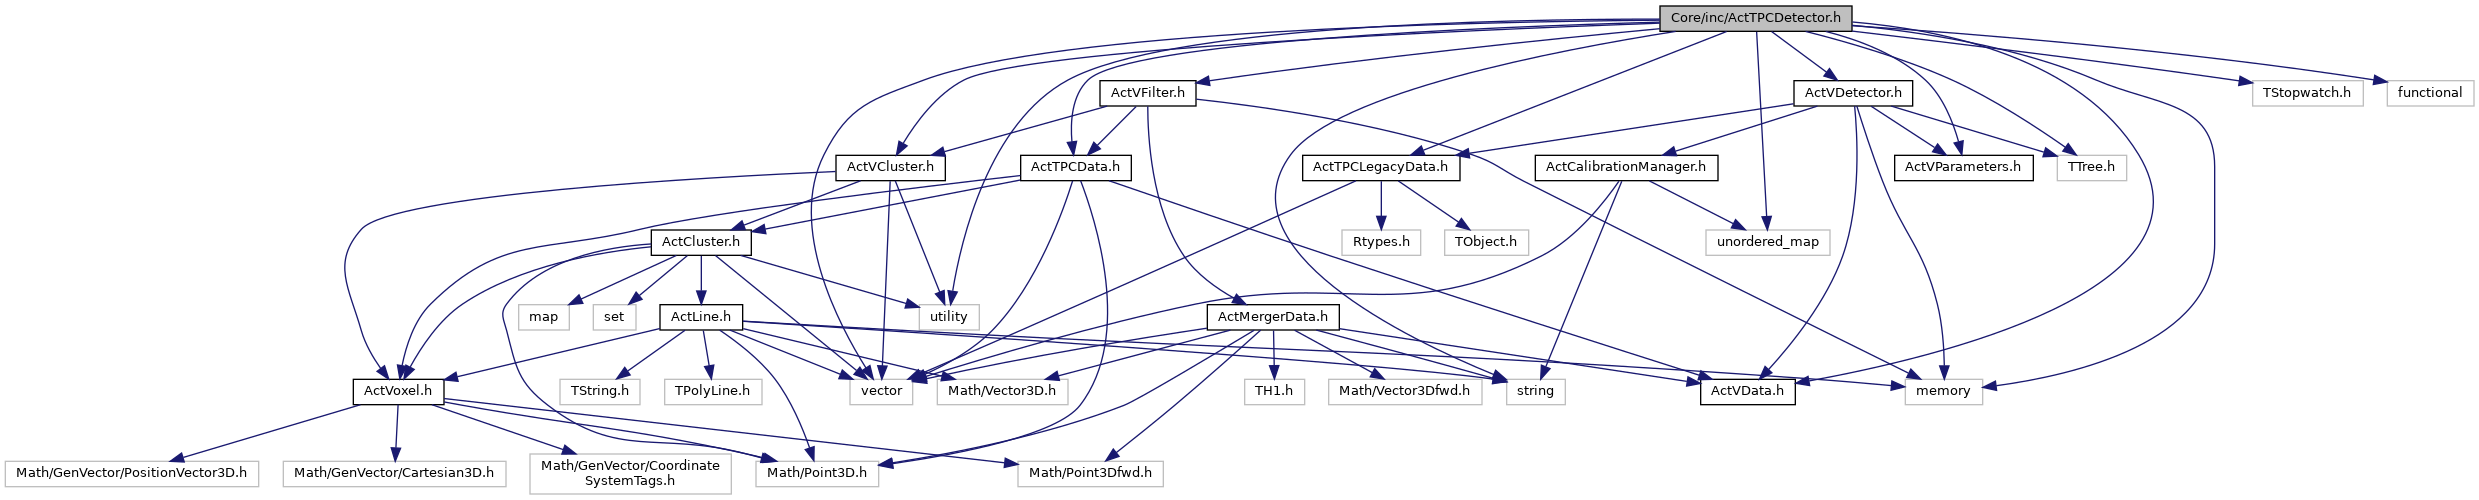 Core/inc/ActTPCDetector.h
ActVFilter.h
ActVDetector.h
TStopwatch.h
functional
ActVCluster.h
ActTPCData.h
ActTPCLegacyData.h
ActCalibrationManager.h
ActVParameters.h
TTree.h
ActCluster.h
Rtypes.h
TObject.h
unordered_map
map
set
ActLine.h
utility
ActMergerData.h
ActVoxel.h
TString.h
TPolyLine.h
vector
Math/Vector3D.h
TH1.h
Math/Vector3Dfwd.h
string
ActVData.h
memory
Math/GenVector/PositionVector3D.h
Math/GenVector/Cartesian3D.h
Math/GenVector/Coordinate
SystemTags.h
Math/Point3D.h
Math/Point3Dfwd.h